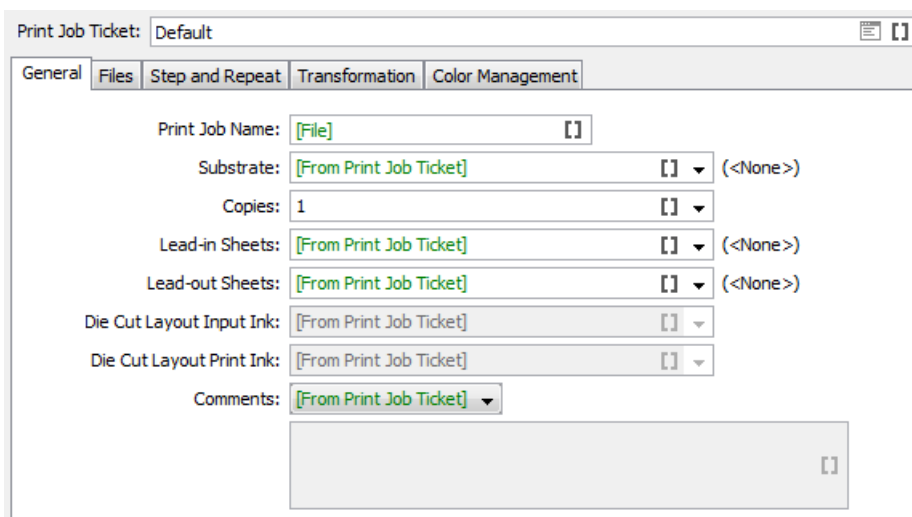 Print Job Ticket: Default
General Files Step and Repeat Transformation Color Management
Print Job Name: [File]
Substrate: [From Print Job Ticket] (<None>)
Copies: 1
Lead-in Sheets: [From Print Job Ticket] (<None>)
Lead-out Sheets: [From Print Job Ticket] (<None>)
Die Cut Layout Input Ink: [From Print Job Ticket]
Die Cut Layout Print Ink: [From Print Job Ticket]
Comments: [From Print Job Ticket]